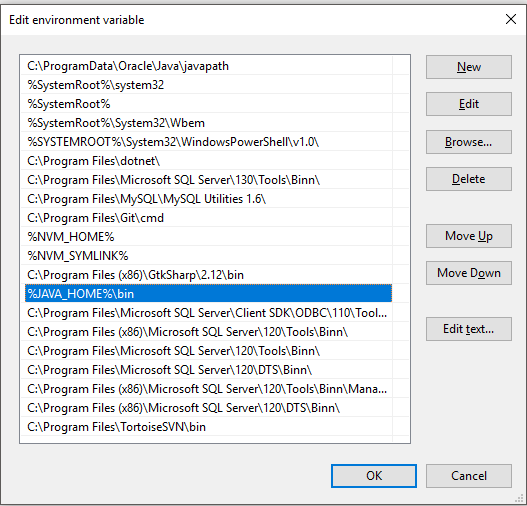 Edit environment variable
C:\ProgramData\Oracle\Java\javapath
%SystemRoot%\system32
%SystemRoot%
%SystemRoot%\System32\Wbem
%SYSTEMROOT%\System32\WindowsPowerShell\v1.0\
C:\Program Files\dotnet\
C:\Program Files\Microsoft SQL Server\130\Tools\Binn\
C:\Program Files\MySQL\MySQL Utilities 1.6\
C:\Program Files\Git\cmd
%NVM_HOME%
%NVM_SYMLINK%
C:\Program Files (x86)\GtkSharp\2.12\bin
%JAVA_HOME%\bin
C:\Program Files\Microsoft SQL Server\Client SDK\ODBC\110\Tool...
C:\Program Files (x86)\Microsoft SQL Server\120\Tools\Binn\
C:\Program Files\Microsoft SQL Server\120\Tools\Binn\
C:\Program Files\Microsoft SQL Server\120\DTS\Binn\
C:\Program Files (x86)\Microsoft SQL Server\120\Tools\Binn\Mana...
C:\Program Files (x86)\Microsoft SQL Server\120\DTS\Binn\
C:\Program Files\TortoiseSVN\bin
New
Edit
Browse...
Delete
Move Up
Move Down
Edit text...
OK
Cancel